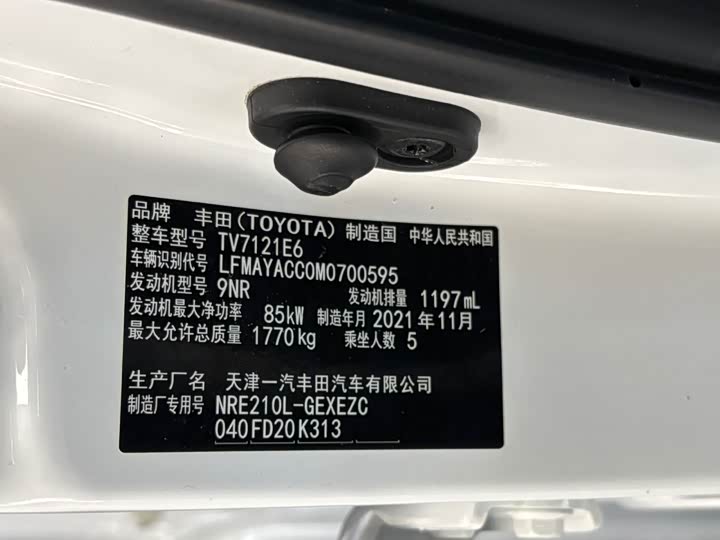 品牌 丰田(TOYOTA) 制造国 中华人民共和国
整车型号 TV7121E6
车辆识别代号 LFMAYACC0M0700595
发动机型号 9NR 发动机排量 1197mL
发动机最大净功率 85kW 制造年月 2021年11月
最大允许总质量 1770kg 乘坐人数 5
生产厂名 天津一汽丰田汽车有限公司
制造厂专用号 NRE210L-GEXEZC
040FD20K313